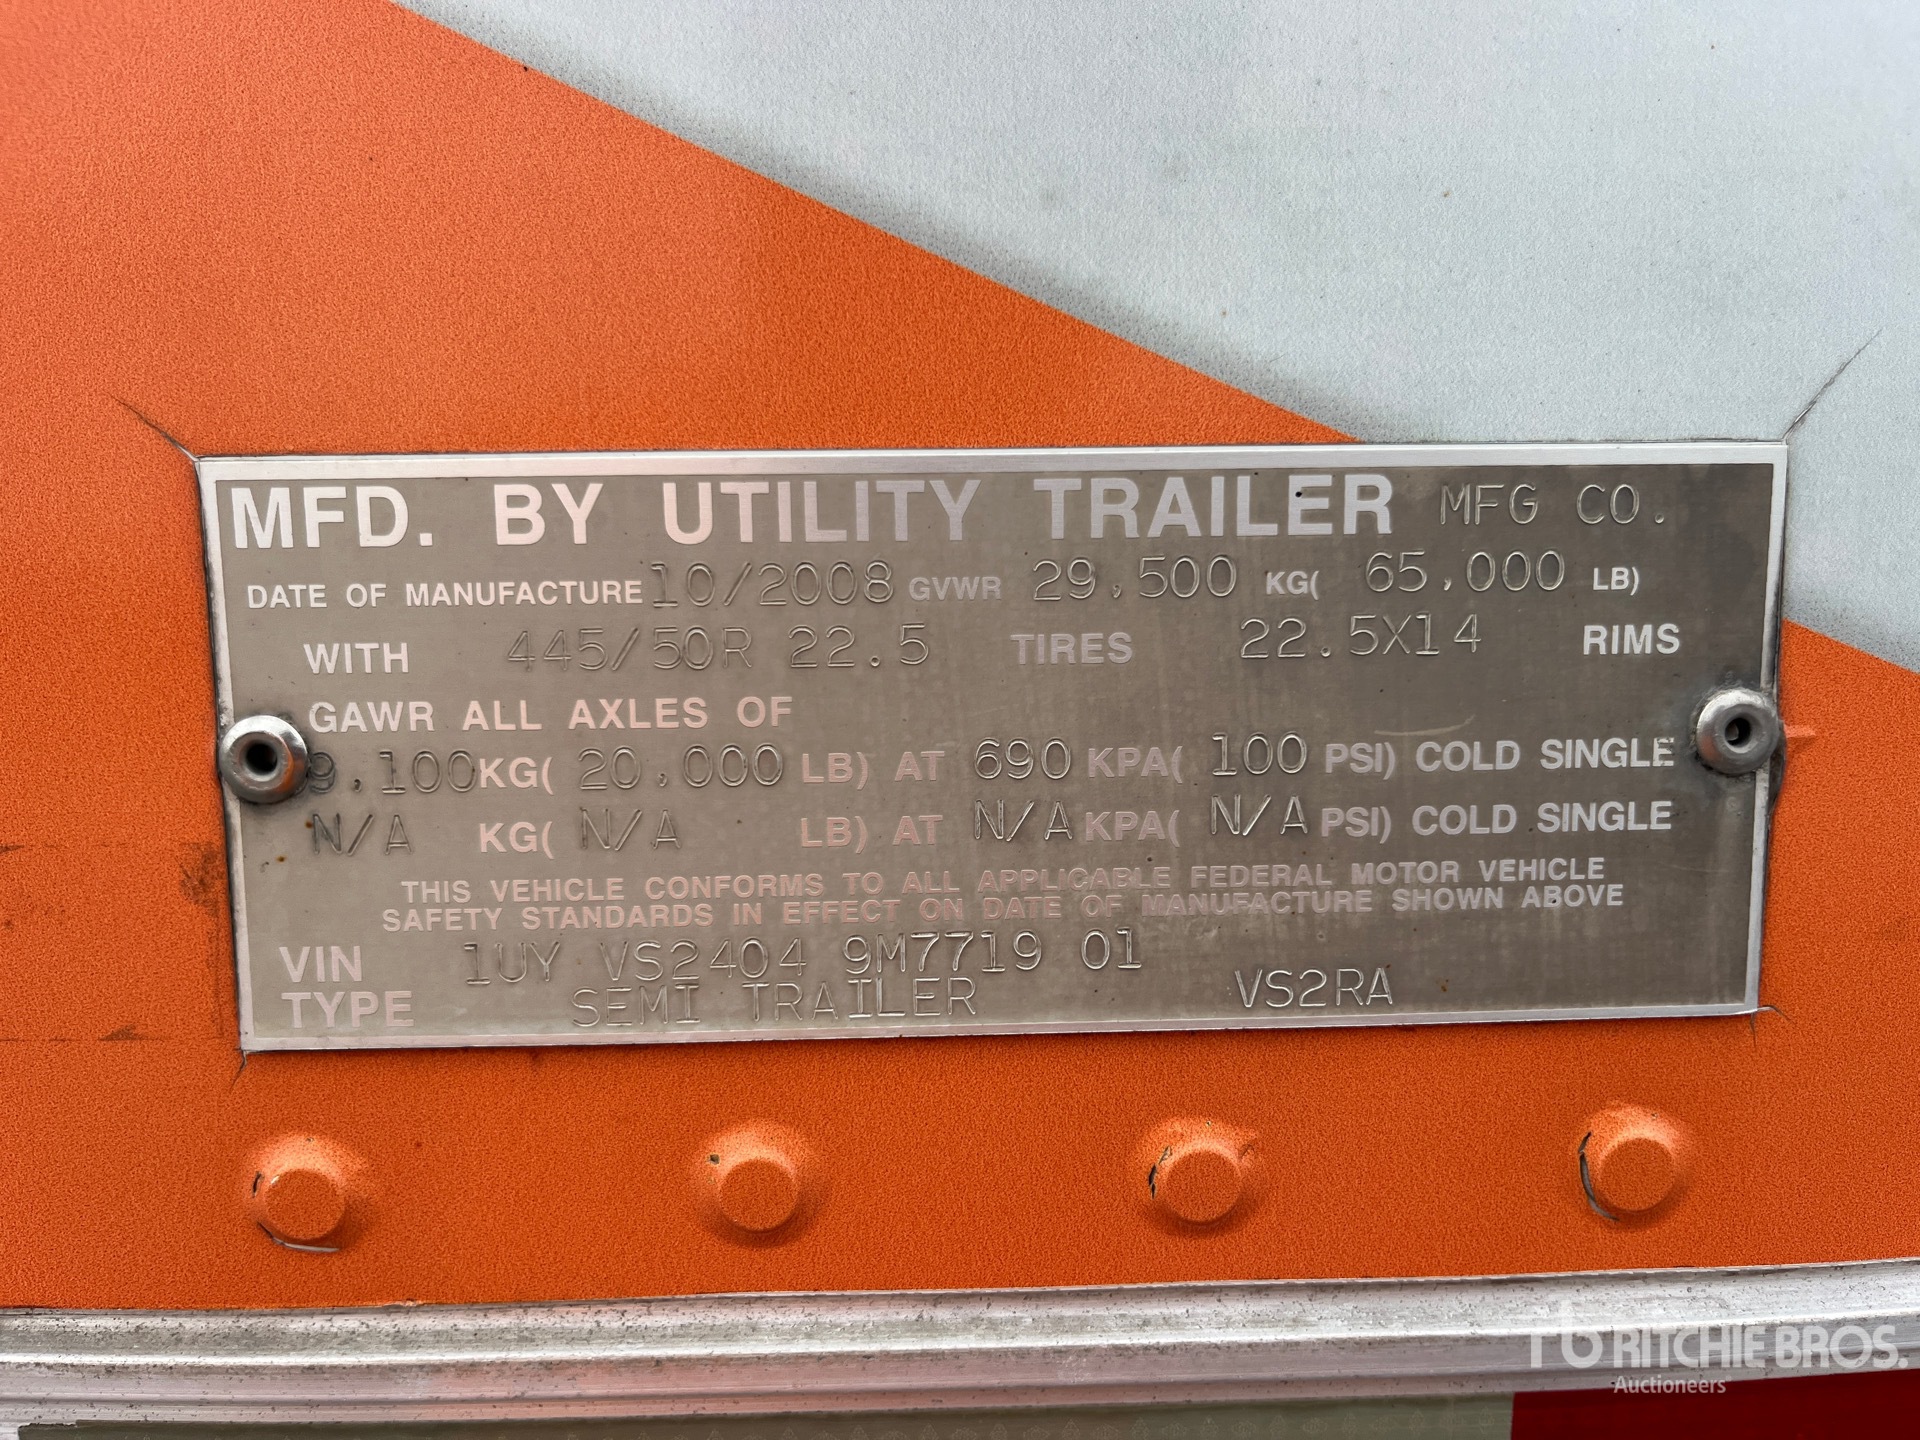 MFD. BY UTILITY TRAILER MFG CO.
DATE OF MANUFACTURE 10/2008 GVWR 29,500 KG( 65,000 LB)
WITH 445/50R 22.5 TIRES 22.5X14 RIMS
GAWR ALL AXLES OF
9,100 KG( 20,000 LB) AT 690 KPA( 100 PSI) COLD SINGLE
N/A KG( N/A LB) AT N/A KPA( N/A PSI) COLD SINGLE
THIS VEHICLE CONFORMS TO ALL APPLICABLE FEDERAL MOTOR VEHICLE
SAFETY STANDARDS IN EFFECT ON DATE OF MANUFACTURE SHOWN ABOVE
VIN 1UY VS2404 9M7719 01
TYPE SEMI TRAILER VS2RA
rb RITCHIE BROS.
Auctioneers